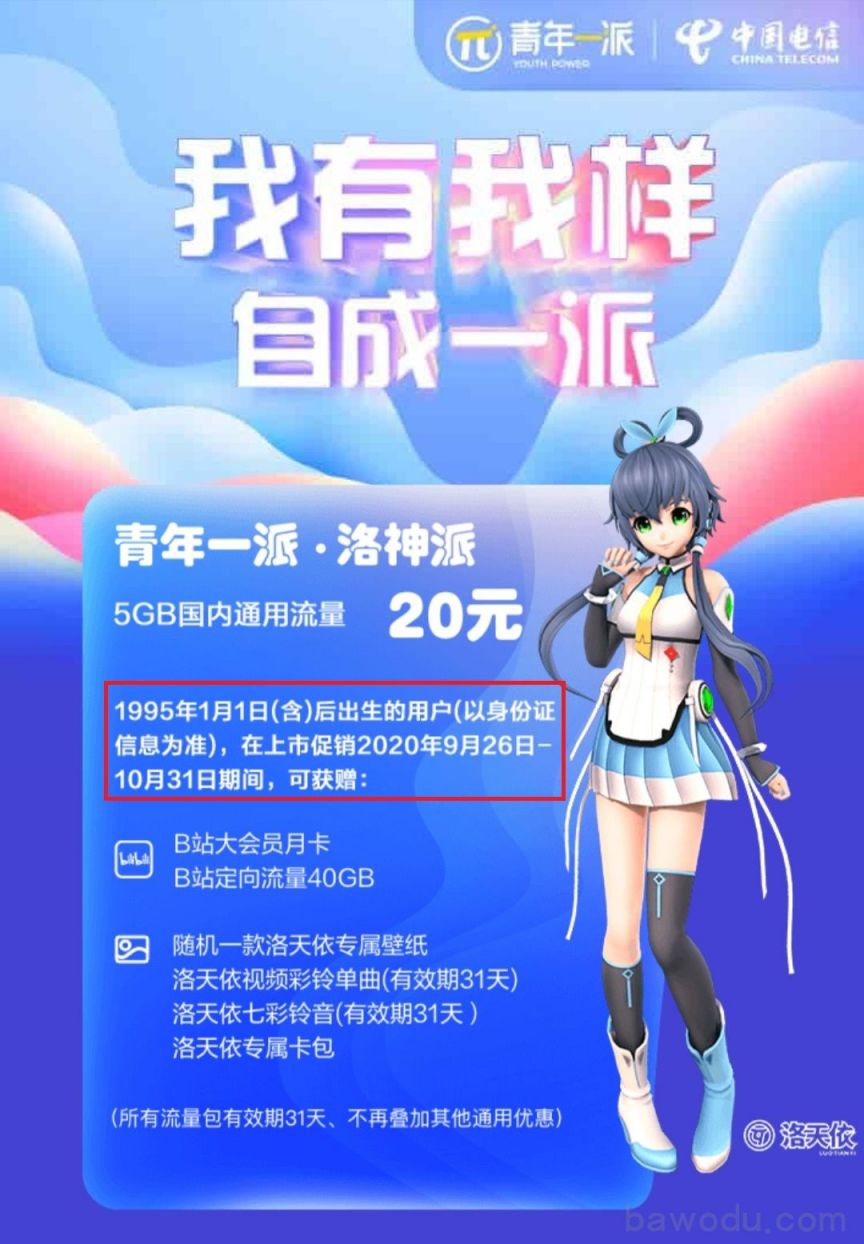 青年一派
YOUTH POWER
中国电信
CHINA TELECOM
我有我样
自成一派
青年一派·洛神派
5GB国内通用流量 20元
1995年1月1日(含)后出生的用户(以身份证
信息为准)，在上市促销2020年9月26日-
10月31日期间，可获赠：
bilibili
B站大会员月卡
B站定向流量40GB
随机一款洛天依专属壁纸
洛天依视频彩铃单曲(有效期31天)
洛天依七彩铃音(有效期31天 )
洛天依专属卡包
(所有流量包有效期31天、不再叠加其他通用优惠)
洛天依
LUOTIANYI
bawodu.com